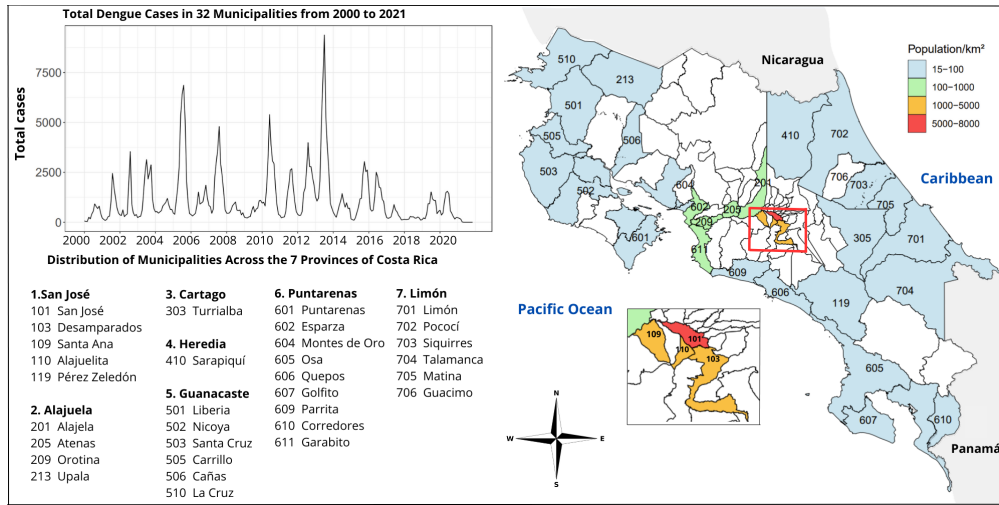 Total Dengue Cases in 32 Municipalities from 2000 to 2021
Total cases
7500
5000
2500
0
2000 2002 2004 2006 2008 2010 2012 2014 2016 2018 2020
Distribution of Municipalities Across the 7 Provinces of Costa Rica
1.San José
101 San José
103 Desamparados
109 Santa Ana
110 Alajuelita
119 Pérez Zeledón
2. Alajuela
201 Alajela
205 Atenas
209 Orotina
213 Upala
3. Cartago
303 Turrialba
4. Heredia
410 Sarapiquí
5. Guanacaste
501 Liberia
502 Nicoya
503 Santa Cruz
505 Carrillo
506 Cañas
510 La Cruz
6. Puntarenas
601 Puntarenas
602 Esparza
604 Montes de Oro
605 Osa
606 Quepos
607 Golfito
609 Parrita
610 Corredores
611 Garabito
7. Limón
701 Limón
702 Pococí
703 Siquirres
704 Talamanca
705 Matina
706 Guacimo
Nicaragua
Population/km²
15−100
100−1000
1000−5000
5000−8000
Caribbean
Pacific Ocean
Panamá
510
213
501
505
506
503
502
604
601
602
209
205
201
611
609
606
410
702
706
703
705
305
701
119
704
605
607
610
109
101
110
103
N
W E
S